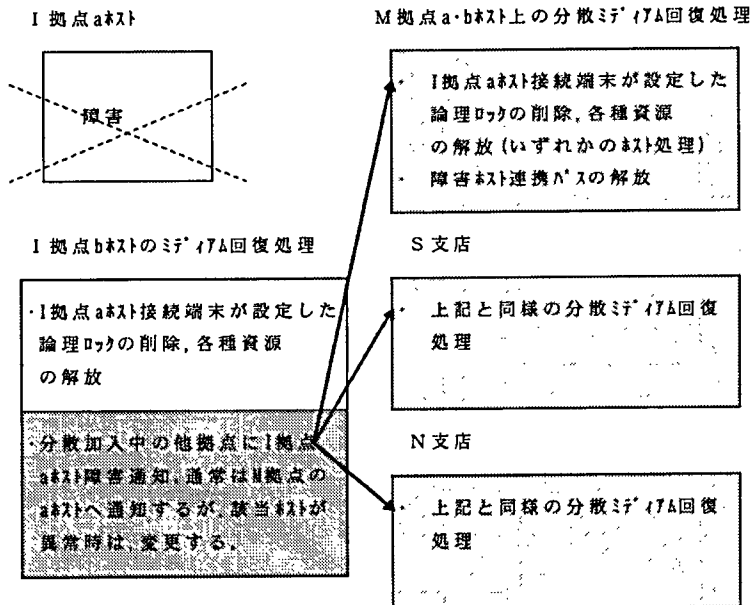 I拠点aﾎｽﾄ
障害
I拠点bﾎｽﾄのﾐﾃﾞｨｱﾑ回復処理
・I拠点aﾎｽﾄ接続端末が設定した
論理ﾛｯｸの削除,各種資源
の解放
・分散加入中の他拠点にI拠点
aﾎｽﾄ障害通知,通常はM拠点の
aﾎｽﾄへ通知するが,該当ﾎｽﾄが
異常時は,変更する。
M拠点a・bﾎｽﾄ上の分散ﾐﾃﾞｨｱﾑ回復処理
・I拠点aﾎｽﾄ接続端末が設定した
論理ﾛｯｸの削除,各種資源
の解放(いずれかのﾎｽﾄ処理)
・障害ﾎｽﾄ連携ﾊﾟｽの解放
S支店
・上記と同様の分散ﾐﾃﾞｨｱﾑ回復
処理
N支店
・上記と同様の分散ﾐﾃﾞｨｱﾑ回復
処理